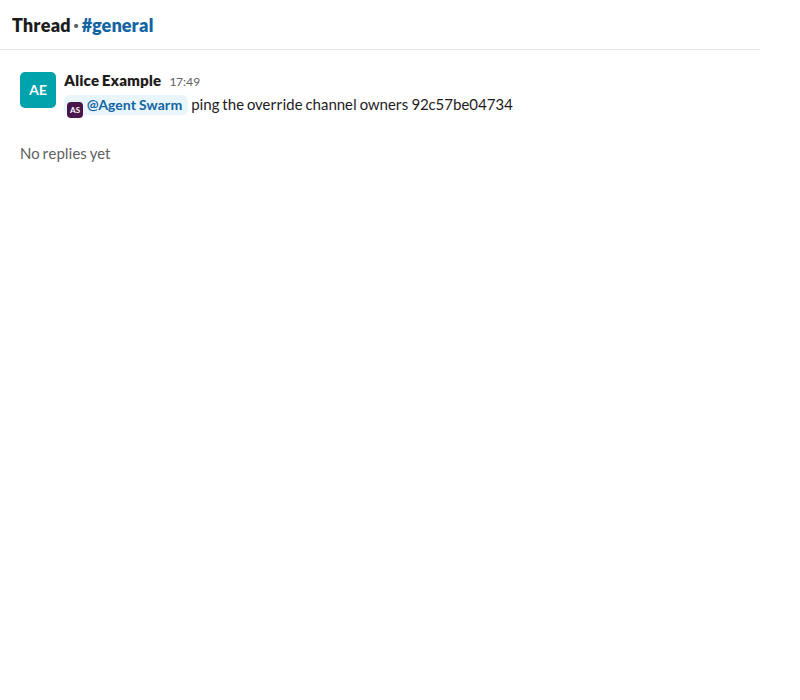 Thread • #general
AE
Alice Example 17:49
AS @Agent Swarm ping the override channel owners 92c57be04734
No replies yet